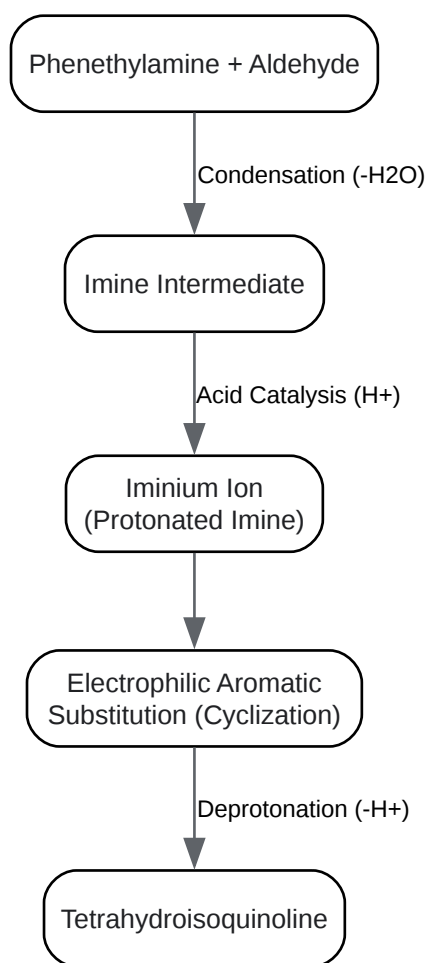 Phenethylamine + Aldehyde
Condensation (-H2O)
Imine Intermediate
Acid Catalysis (H+)
Iminium Ion
(Protonated Imine)
Electrophilic Aromatic
Substitution (Cyclization)
Deprotonation (-H+)
Tetrahydroisoquinoline